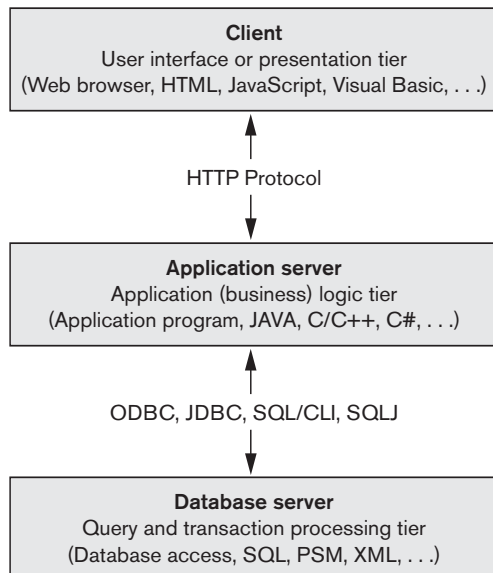 Client
User interface or presentation tier
(Web browser, HTML, JavaScript, Visual Basic, . . .)
HTTP Protocol
Application server
Application (business) logic tier
(Application program, JAVA, C/C++, C#, . . .)
ODBC, JDBC, SQL/CLI, SQLJ
Database server
Query and transaction processing tier
(Database access, SQL, PSM, XML, . . .)